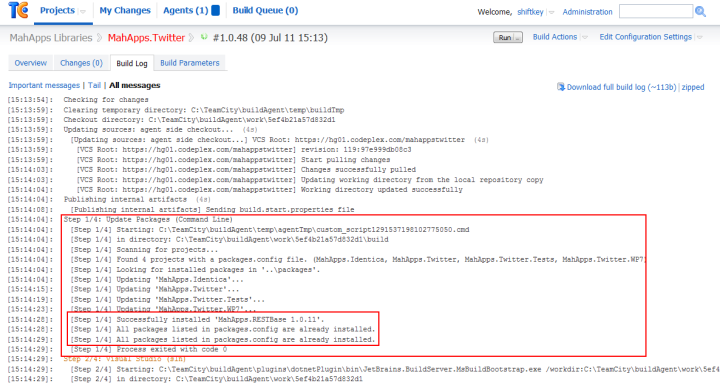 TC Projects | My Changes Agents (1) Build Queue (0) Welcome, shiftkey Administration
MahApps Libraries MahApps.Twitter #1.0.48 (09 Jul 11 15:13) Run ... Build Actions Edit Configuration Settings
Overview Changes (0) Build Log Build Parameters
Important messages | Tail | All messages Download full build log (~113b) | zipped
[15:13:54]: Checking for changes
[15:13:59]: Clearing temporary directory: C:\TeamCity\buildAgent\temp\buildTmp
[15:13:59]: Checkout directory: C:\TeamCity\buildAgent\work\5ef4b21a57d832d1
[15:13:59]: Updating sources: agent side checkout... (4s)
[15:13:59]: [Updating sources: agent side checkout...] VCS Root: https://hg01.codeplex.com/mahappstwitter (4s)
[15:13:59]: [VCS Root: https://hg01.codeplex.com/mahappstwitter] revision: 119:97e999db08c3
[15:13:59]: [VCS Root: https://hg01.codeplex.com/mahappstwitter] Start pulling changes
[15:14:03]: [VCS Root: https://hg01.codeplex.com/mahappstwitter] Changes successfully pulled
[15:14:03]: [VCS Root: https://hg01.codeplex.com/mahappstwitter] Updating working directory from the local repository copy
[15:14:04]: [VCS Root: https://hg01.codeplex.com/mahappstwitter] Working directory updated successfully
[15:14:04]: Publishing internal artifacts (4s)
[15:14:08]: [Publishing internal artifacts] Sending build.start.properties file
[15:14:04]: Step 1/4: Update Packages (Command Line)
[15:14:04]: [Step 1/4] Starting: C:\TeamCity\buildAgent\temp\agentTmp\custom_script1291537198102775050.cmd
[15:14:04]: [Step 1/4] in directory: C:\TeamCity\buildAgent\work\5ef4b21a57d832d1\build
[15:14:04]: [Step 1/4] Scanning for projects...
[15:14:04]: [Step 1/4] Found 4 projects with a packages.config file. (MahApps.Identica, MahApps.Twitter, MahApps.Twitter.Tests, MahApps.Twitter.WP7)
[15:14:04]: [Step 1/4] Looking for installed packages in '..\packages'.
[15:14:04]: [Step 1/4] Updating 'MahApps.Identica'...
[15:14:15]: [Step 1/4] Updating 'MahApps.Twitter'...
[15:14:19]: [Step 1/4] Updating 'MahApps.Twitter.Tests'...
[15:14:23]: [Step 1/4] Updating 'MahApps.Twitter.WP7'...
[15:14:28]: [Step 1/4] Successfully installed 'MahApps.RESTBase 1.0.11'.
[15:14:28]: [Step 1/4] All packages listed in packages.config are already installed.
[15:14:29]: [Step 1/4] All packages listed in packages.config are already installed.
[15:14:29]: [Step 1/4] Process exited with code 0
[15:14:29]: Step 2/4: Visual Studio (sln)
[15:14:29]: [Step 2/4] Starting: C:\TeamCity\buildAgent\plugins\dotnetPlugin\bin\JetBrains.BuildServer.MsBuildBootstrap.exe /workdir:C:\TeamCity\buildAgent\work\5ef4
[15:14:29]: [Step 2/4] in directory: C:\TeamCity\buildAgent\work\5ef4b21a57d832d1